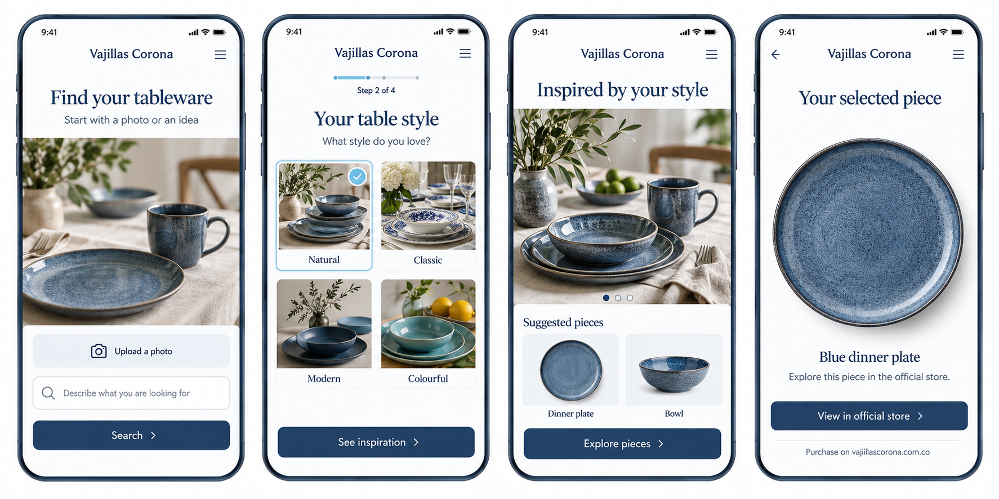 9:41
Vajillas Corona
Find your tableware
Start with a photo or an idea
Upload a photo
Describe what you are looking for
Search
9:41
Vajillas Corona
Step 2 of 4
Your table style
What style do you love?
Natural
Classic
Modern
Colourful
See inspiration
9:41
Vajillas Corona
Inspired by your style
Suggested pieces
Dinner plate
Bowl
Explore pieces
9:41
Vajillas Corona
Your selected piece
Blue dinner plate
Explore this piece in the official store.
View in official store
Purchase on vajiillascorona.com.co